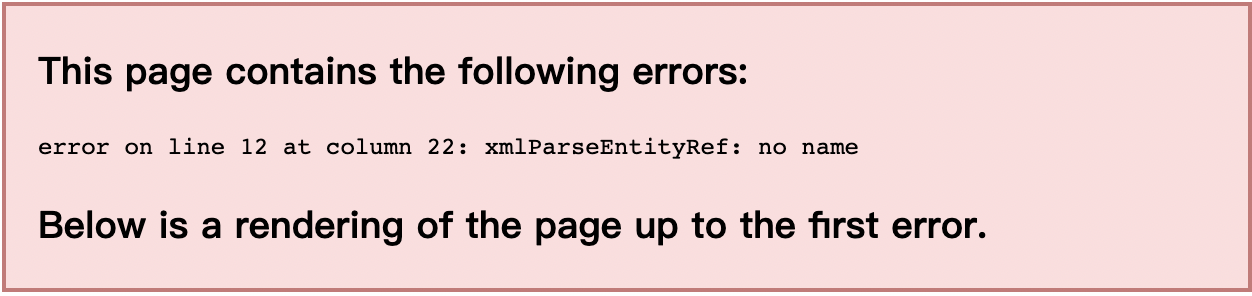 This page contains the following errors:
error on line 12 at column 22: xmlParseEntityRef: no name
Below is a rendering of the page up to the first error.